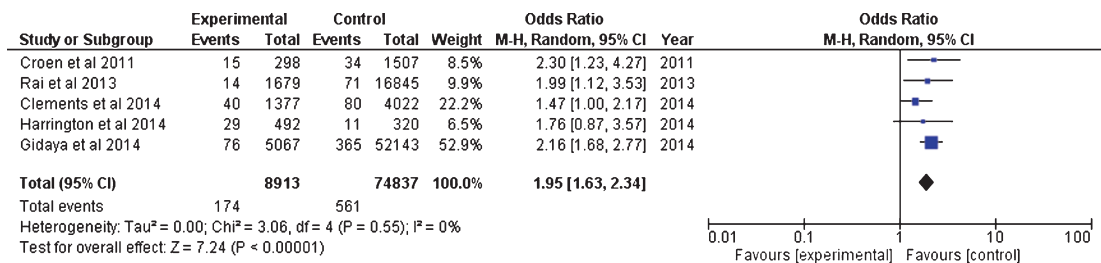 Experimental Control Odds Ratio Odds Ratio
Study or Subgroup Events Total Events Total Weight M-H, Random, 95% CI Year M-H, Random, 95% CI
Croen et al 2011 15 298 34 1507 8.5% 2.30 [1.23, 4.27] 2011
Rai et al 2013 14 1679 71 16845 9.9% 1.99 [1.12, 3.53] 2013
Clements et al 2014 40 1377 80 4022 22.2% 1.47 [1.00, 2.17] 2014
Harrington et al 2014 29 492 11 320 6.5% 1.76 [0.87, 3.57] 2014
Gidaya et al 2014 76 5067 365 52143 52.9% 2.16 [1.68, 2.77] 2014
Total (95% CI) 8913 74837 100.0% 1.95 [1.63, 2.34]
Total events 174 561
Heterogeneity: Tau² = 0.00; Chi² = 3.06, df = 4 (P = 0.55); I² = 0%
Test for overall effect: Z = 7.24 (P < 0.00001)
0.01 0.1 1 10 100
Favours [experimental] Favours [control]